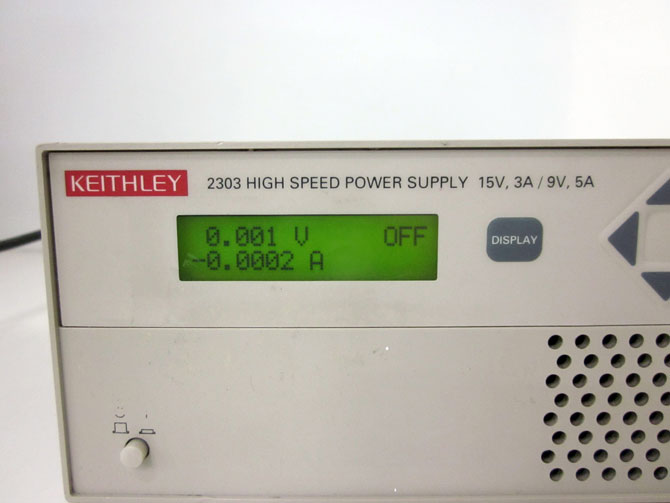 KEITHLEY 2303 HIGH SPEED POWER SUPPLY 15V, 3A / 9V, 5A
0.001 V OFF
-0.0002 A
DISPLAY